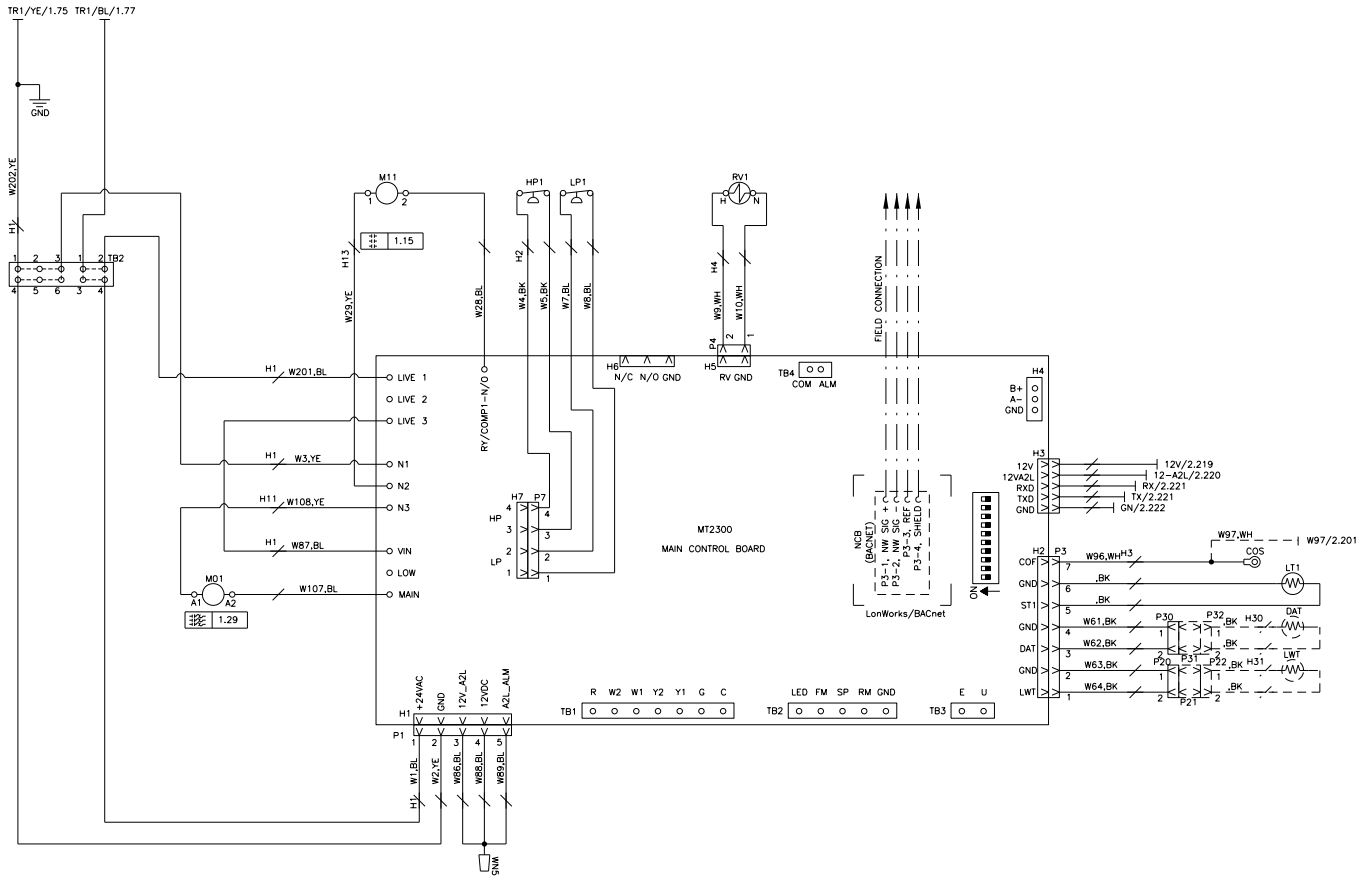 TR1/YE/1.75 TR1/BL/1.77
GND
W202,YE
H1
1 2 3 1 2 TB2
4 5 6 3 4
M11
1 2
1.15
H13
W29,YE
W28,BL
RY/COMP1-N/O
HP1 LP1
H2
W4,BK
W5,BK
W7,BL
W8,BL
RV1
H N
H4
W9,WH
W10,WH
P4 2 1
H5 RV GND
H6
N/C N/O GND
TB4
COM ALM
FIELD CONNECTION
H4
B+
A-
GND
H1 W201,BL LIVE 1
LIVE 2
LIVE 3
H1 W3,YE N1
N2
H11 W108,YE N3
H1 W87,BL VIN
LOW
M01
A1 A2 W107,BL MAIN
1.29
H7 P7
4 4
HP
3 3
2 2
LP
1 1
MT2300
MAIN CONTROL BOARD
NCB
(BACNET)
P3-1, NW SIG +
P3-2, NW SIG -
P3-3, REF
P3-4, SHIELD
LonWorks/BACnet
ON
H3
12V 12V/2.219
12VA2L 12-A2L/2.220
RXD RX/2.221
TXD TX/2.221
GND GN/2.222
W97,WH W97/2.201
H2 P3
COF 7 W96,WH H3 COS
GND 6 ,BK LT1
ST1 5 ,BK
GND 4 W61,BK P30 1 P32 1 ,BK H30 DAT
DAT 3 W62,BK 2 2 ,BK
GND 2 W63,BK P20 1 P31 P22 1 ,BK H31 LWT
LWT 1 W64,BK 2 P21 2 ,BK
+24VAC
GND
12V_A2L
12VDC
A2L_ALM
H1
P1
1 2 3 4 5
W1,BL
W2,YE
W86,BL
W88,BL
W89,BL
H1
WN5
R W2 W1 Y2 Y1 G C
TB1
LED FM SP RM GND
TB2
E U
TB3